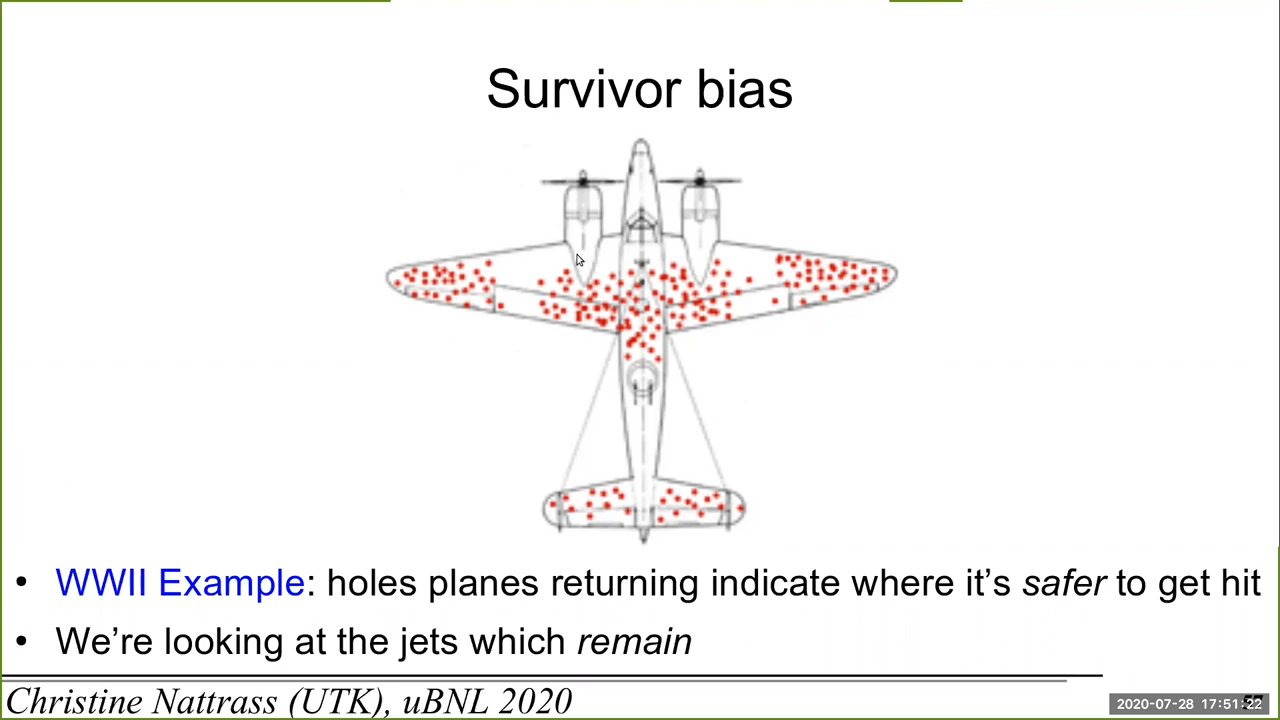 Survivor bias
• WWII Example: holes planes returning indicate where it’s safer to get hit
• We’re looking at the jets which remain
Christine Nattrass (UTK), uBNL 2020
2020-07-28 17:51:22